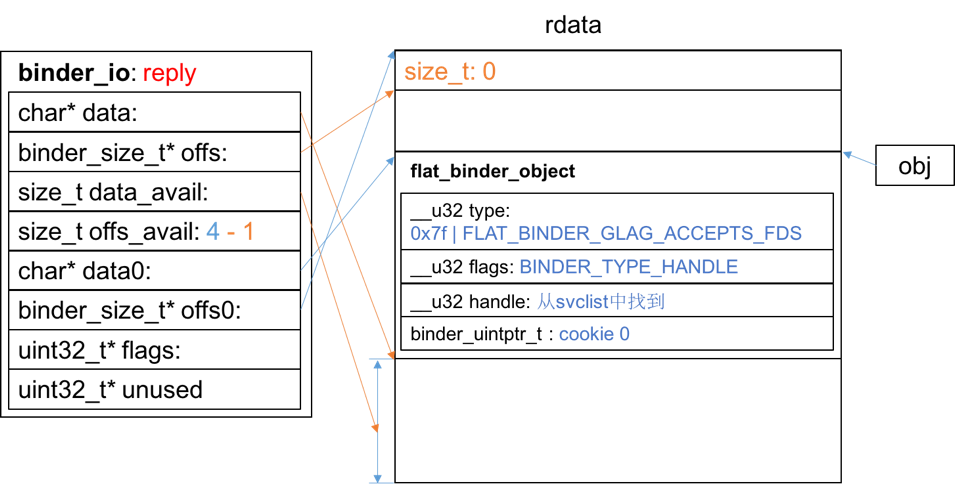 rdata
binder_io: reply
char* data:
binder_size_t* offs:
size_t data_avail:
size_t offs_avail: 4 - 1
char* data0:
binder_size_t* offs0:
uint32_t* flags:
uint32_t* unused
size_t: 0
flat_binder_object
__u32 type:
0x7f | FLAT_BINDER_GLAG_ACCEPTS_FDS
__u32 flags: BINDER_TYPE_HANDLE
__u32 handle: 从svclist中找到
binder_uintptr_t : cookie 0
obj